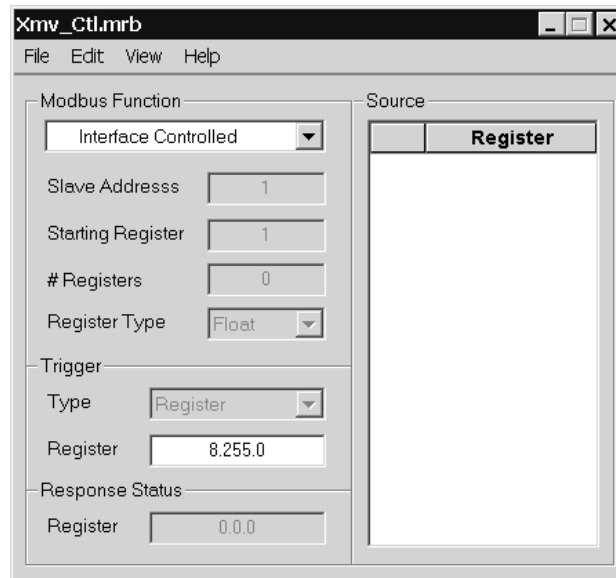 Xmv_Ctl.mrb
File Edit View Help
Modbus Function
Interface Controlled
Slave Addresss 1
Starting Register 1
# Registers 0
Register Type Float
Trigger
Type Register
Register 8.255.0
Response Status
Register 0.0.0
Source
Register